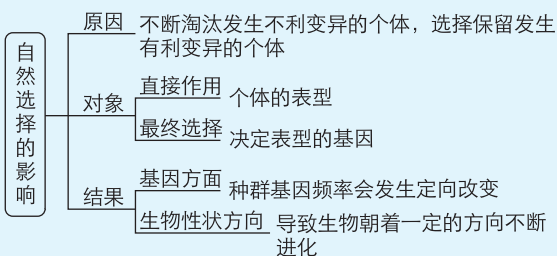 自然选择的影响
原因
不断淘汰发生不利变异的个体，选择保留发生
有利变异的个体
对象
直接作用
个体的表型
最终选择
决定表型的基因
结果
基因方面
种群基因频率会发生定向改变
生物性状方向
导致生物朝着一定的方向不断
进化